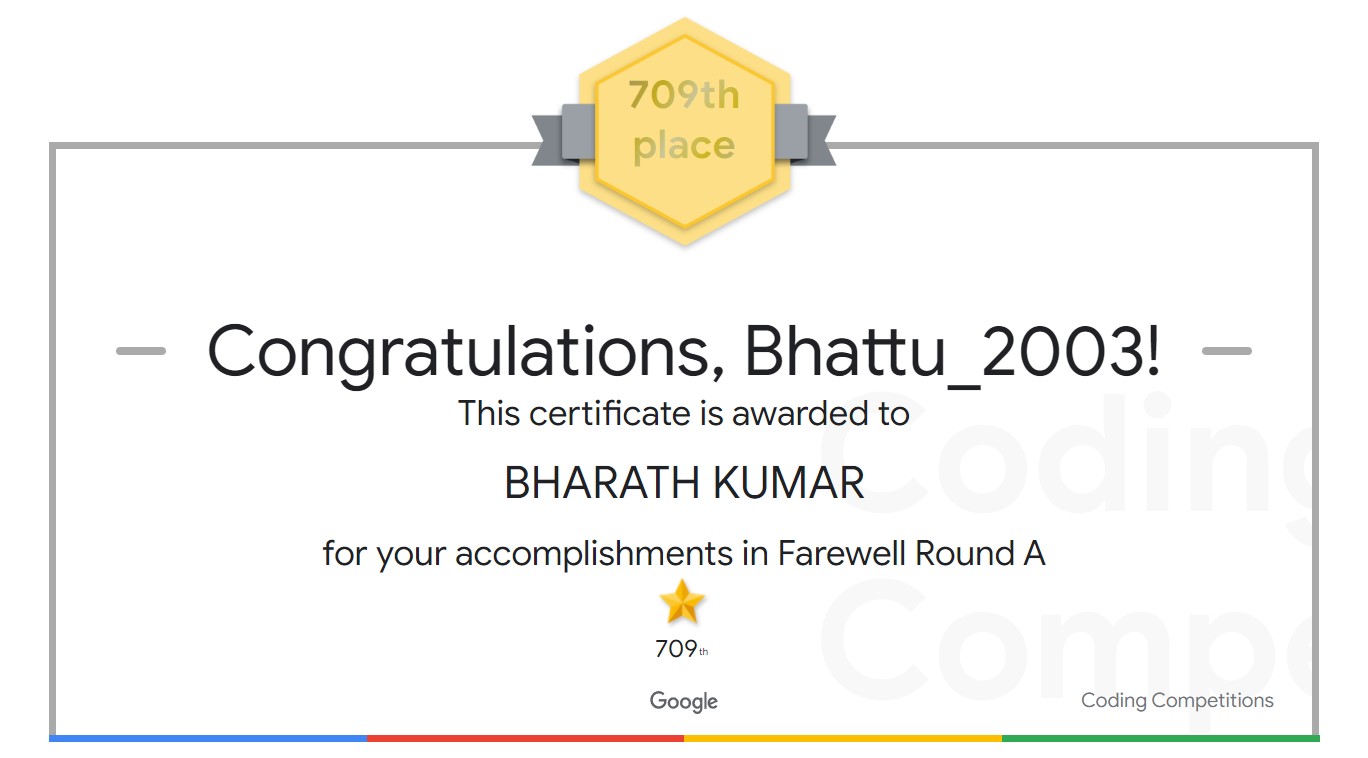 709th
place
Congratulations, Bhattu_2003!
This certificate is awarded to
BHARATH KUMAR
for your accomplishments in Farewell Round A
709th
Google
Coding Competitions
Coding
Compe